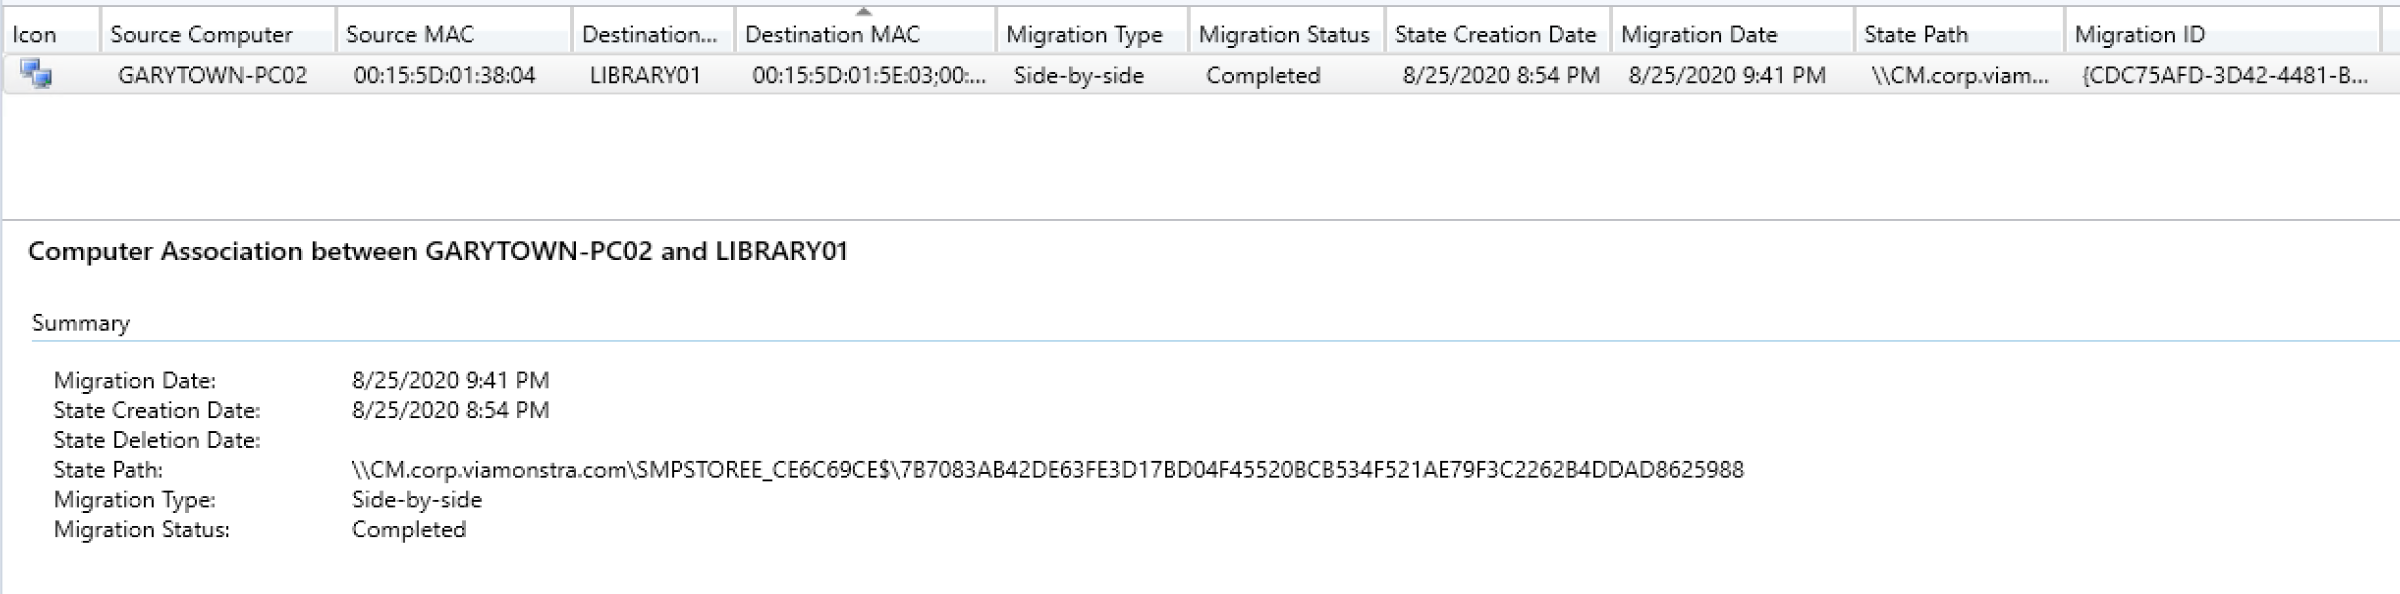 Icon Source Computer Source MAC Destination... Destination MAC Migration Type Migration Status State Creation Date Migration Date State Path Migration ID
GARYTOWN-PC02 00:15:5D:01:38:04 LIBRARY01 00:15:5D:01:5E:03;00:... Side-by-side Completed 8/25/2020 8:54 PM 8/25/2020 9:41 PM \\CM.corp.viam... {CDC75AFD-3D42-4481-B...
Computer Association between GARYTOWN-PC02 and LIBRARY01
Summary
Migration Date: 8/25/2020 9:41 PM
State Creation Date: 8/25/2020 8:54 PM
State Deletion Date:
State Path: \\CM.corp.viamonstra.com\SMPSTOREE_CE6C69CE$\7B7083AB42DE63FE3D17BD04F45520BCB534F521AE79F3C2262B4DDAD8625988
Migration Type: Side-by-side
Migration Status: Completed